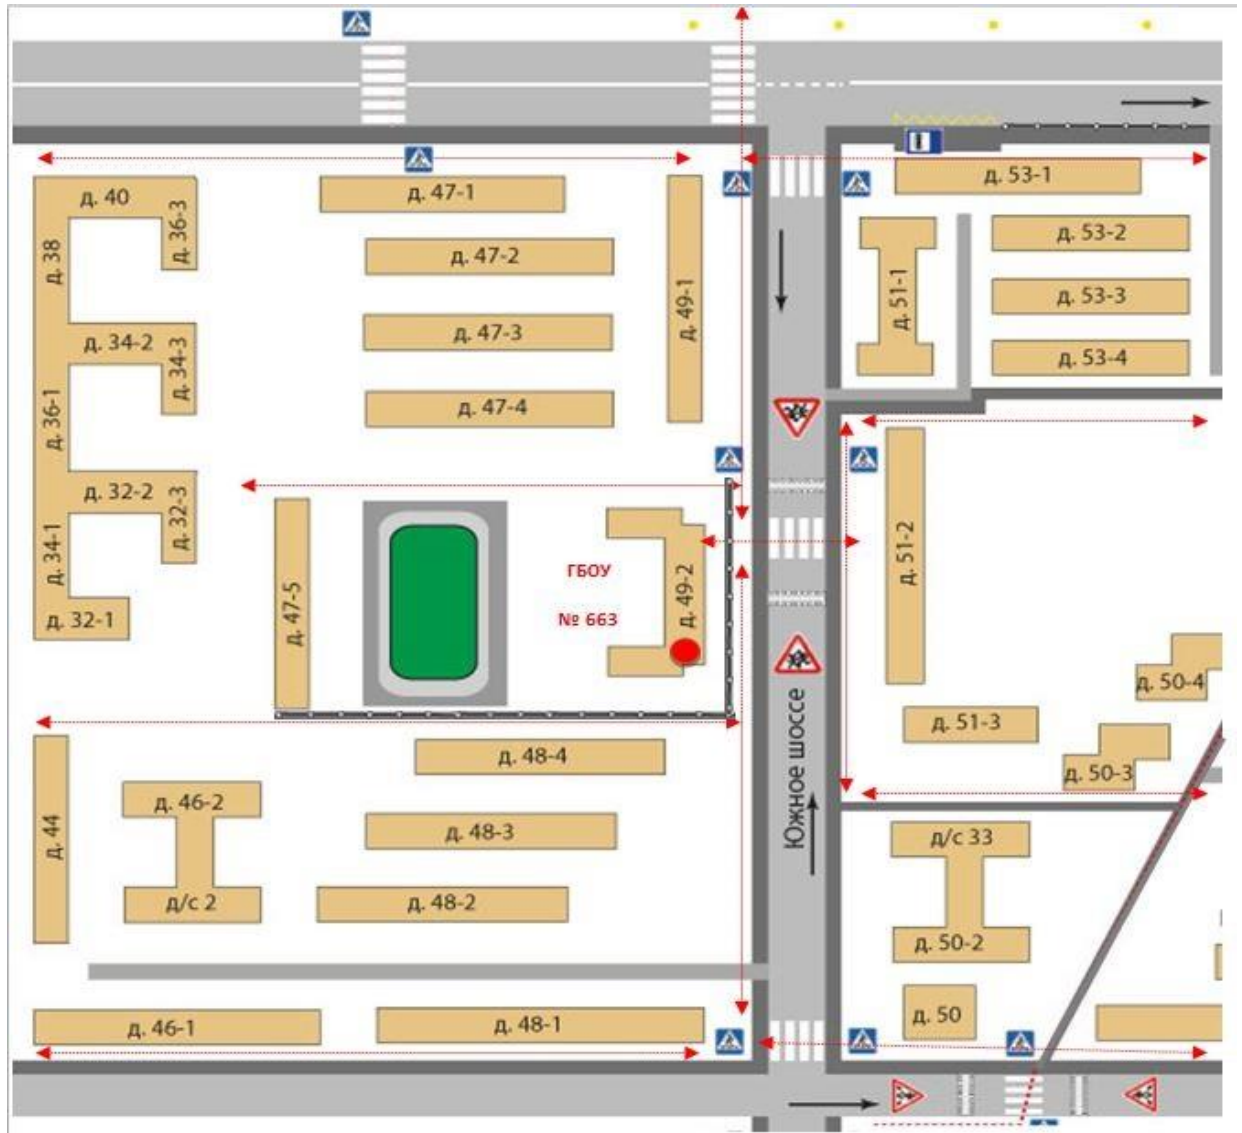 д. 40
д. 36-3
д. 38
д. 47-1
д. 53-1
д. 47-2
д. 49-1
д. 51-1
д. 53-2
д. 47-3
д. 53-3
д. 34-2
д. 34-3
д. 53-4
д. 36-1
д. 47-4
д. 32-2
д. 32-3
д. 34-1
д. 32-1
д. 47-5
ГБОУ
№ 663
д. 49-2
д. 51-2
д. 50-4
д. 51-3
д. 50-3
Южное шоссе
д. 44
д. 46-2
д/с 2
д. 48-4
д. 48-3
д. 48-2
д/с 33
д. 50-2
д. 50
д. 46-1
д. 48-1